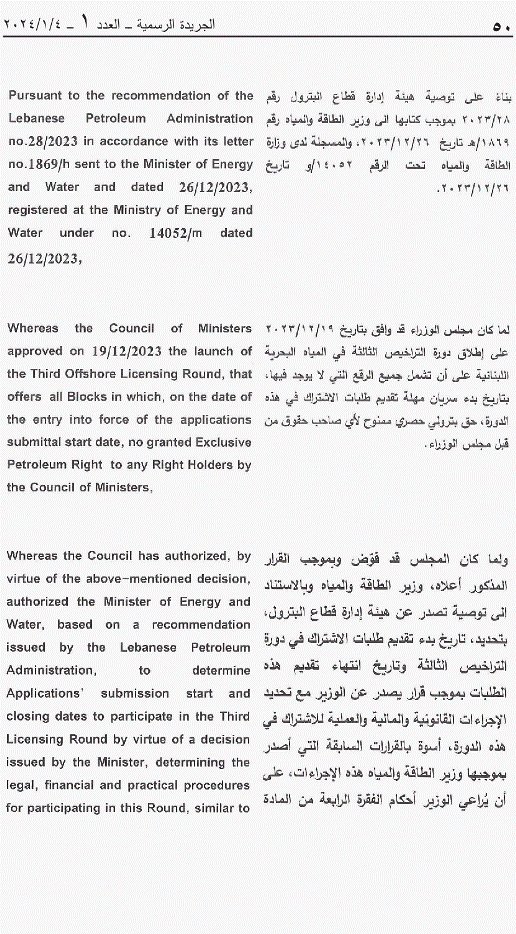 ٥٠
الجريدة الرسمية ـ العدد ١ ـ ٢٠٢٤/١/٤
Pursuant to the recommendation of the
Lebanese Petroleum Administration
no.28/2023 in accordance with its letter
no.1869/h sent to the Minister of Energy
and Water and dated 26/12/2023,
registered at the Ministry of Energy and
Water under no. 14052/m dated
26/12/2023,
بناءً على توصية هيئة إدارة قطاع البترول رقم
٢٠٢٣/٢٨ بموجب كتابها الى وزير الطاقة والمياه رقم
١٨٦٩/هـ تاريخ ٢٠٢٣/١٢/٢٦، والمسجلة لدى وزارة
الطاقة والمياه تحت الرقم ١٤٠٥٢/و تاريخ
٢٠٢٣/١٢/٢٦.
Whereas the Council of Ministers
approved on 19/12/2023 the launch of
the Third Offshore Licensing Round, that
offers all Blocks in which, on the date of
the entry into force of the applications
submittal start date, no granted Exclusive
Petroleum Right to any Right Holders by
the Council of Ministers,
لما كان مجلس الوزراء قد وافق بتاريخ ٢٠٢٣/١٢/١٩
على إطلاق دورة التراخيص الثالثة في المياه البحرية
اللبنانية على أن تشمل جميع الرقع التي لا يوجد فيها،
بتاريخ بدء سريان مهلة تقديم طلبات الاشتراك في هذه
الدورة، حق بترولي حصري ممنوح لأي صاحب حقوق من
قبل مجلس الوزراء.
Whereas the Council has authorized, by
virtue of the above-mentioned decision,
authorized the Minister of Energy and
Water, based on a recommendation
issued by the Lebanese Petroleum
Administration, to determine
Applications' submission start and
closing dates to participate in the Third
Licensing Round by virtue of a decision
issued by the Minister, determining the
legal, financial and practical procedures
for participating in this Round, similar to
ولما كان المجلس قد فوّض وبموجب القرار
المذكور أعلاه، وزير الطاقة والمياه وبالاستناد
الى توصية تصدر عن هيئة إدارة قطاع البترول،
بتحديد، تاريخ بدء تقديم طلبات الاشتراك في دورة
التراخيص الثالثة وتاريخ انتهاء تقديم هذه
الطلبات بموجب قرار يصدر عن الوزير مع تحديد
الإجراءات القانونية والمالية والعملية للاشتراك في
هذه الدورة، أسوة بالقرارات السابقة التي أصدر
بموجبها وزير الطاقة والمياه هذه الإجراءات، على
أن يُراعي الوزير أحكام الفقرة الرابعة من المادة